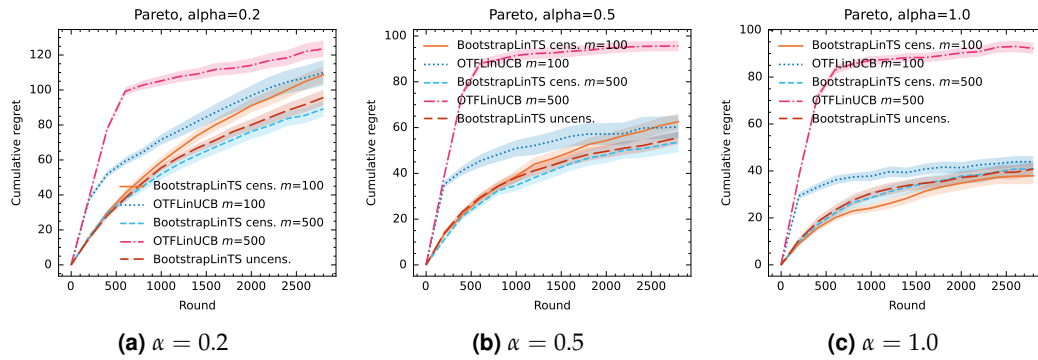 Pareto, alpha=0.2
120
100
80
60
40
20
0
Cumulative regret
BootstrapLinTS cens. m=100
OTFLinUCB m=100
BootstrapLinTS cens. m=500
OTFLinUCB m=500
BootstrapLinTS uncens.
0 500 1000 1500 2000 2500
Round
(a) α = 0.2
Pareto, alpha=0.5
100
80
60
40
20
0
Cumulative regret
BootstrapLinTS cens. m=100
OTFLinUCB m=100
BootstrapLinTS cens. m=500
OTFLinUCB m=500
BootstrapLinTS uncens.
0 500 1000 1500 2000 2500
Round
(b) α = 0.5
Pareto, alpha=1.0
100
80
60
40
20
0
Cumulative regret
BootstrapLinTS cens. m=100
OTFLinUCB m=100
BootstrapLinTS cens. m=500
OTFLinUCB m=500
BootstrapLinTS uncens.
0 500 1000 1500 2000 2500
Round
(c) α = 1.0